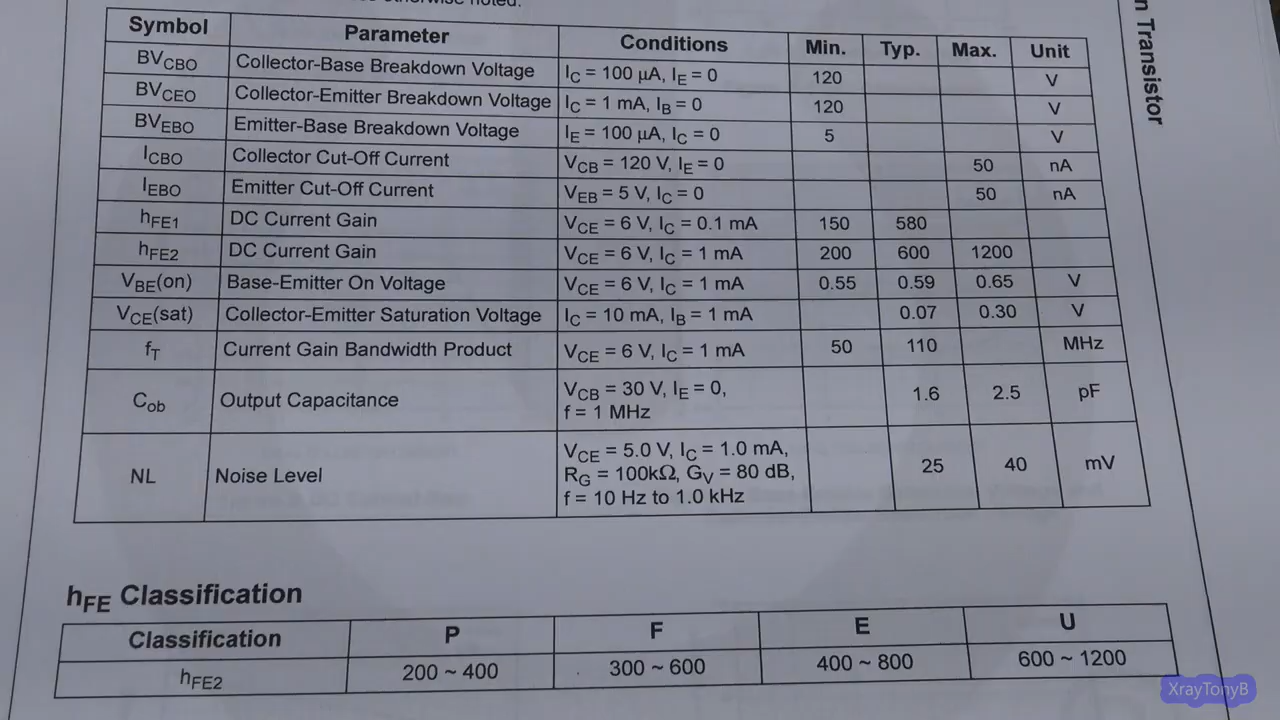 otherwise noted.
n Transistor
Symbol Parameter Conditions Min. Typ. Max. Unit
BVCBO Collector-Base Breakdown Voltage IC = 100 μA, IE = 0 120 V
BVCEO Collector-Emitter Breakdown Voltage IC = 1 mA, IB = 0 120 V
BVEBO Emitter-Base Breakdown Voltage IE = 100 μA, IC = 0 5 V
ICBO Collector Cut-Off Current VCB = 120 V, IE = 0 50 nA
IEBO Emitter Cut-Off Current VEB = 5 V, IC = 0 50 nA
hFE1 DC Current Gain VCE = 6 V, IC = 0.1 mA 150 580
hFE2 DC Current Gain VCE = 6 V, IC = 1 mA 200 600 1200
VBE(on) Base-Emitter On Voltage VCE = 6 V, IC = 1 mA 0.55 0.59 0.65 V
VCE(sat) Collector-Emitter Saturation Voltage IC = 10 mA, IB = 1 mA 0.07 0.30 V
fT Current Gain Bandwidth Product VCE = 6 V, IC = 1 mA 50 110 MHz
Cob Output Capacitance VCB = 30 V, IE = 0, 1.6 2.5 pF
f = 1 MHz
VCE = 5.0 V, IC = 1.0 mA,
NL Noise Level RG = 100kΩ, GV = 80 dB, 25 40 mV
f = 10 Hz to 1.0 kHz
hFE Classification
Classification P F E U
hFE2 200 ~ 400 300 ~ 600 400 ~ 800 600 ~ 1200
XrayTonyB